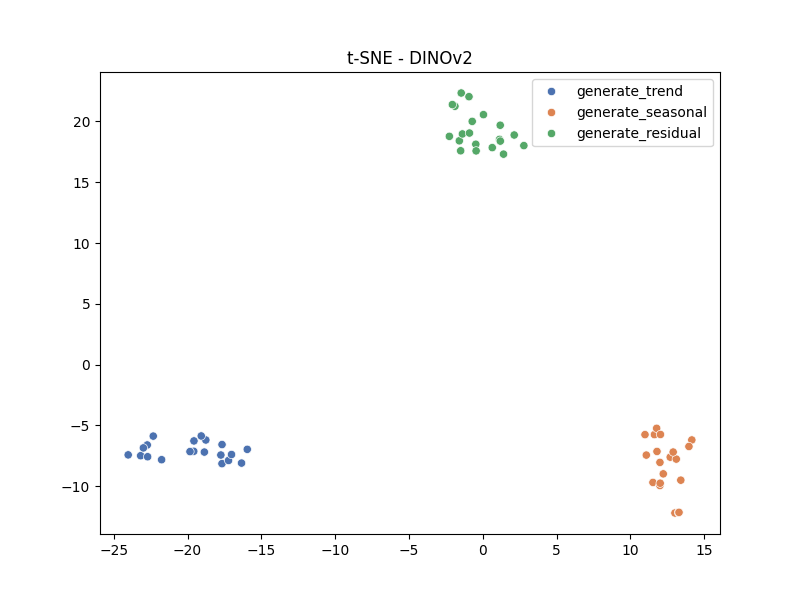 t-SNE - DINOv2
generate_trend
generate_seasonal
generate_residual
20
15
10
5
0
−5
−10
−25 −20 −15 −10 −5 0 5 10 15